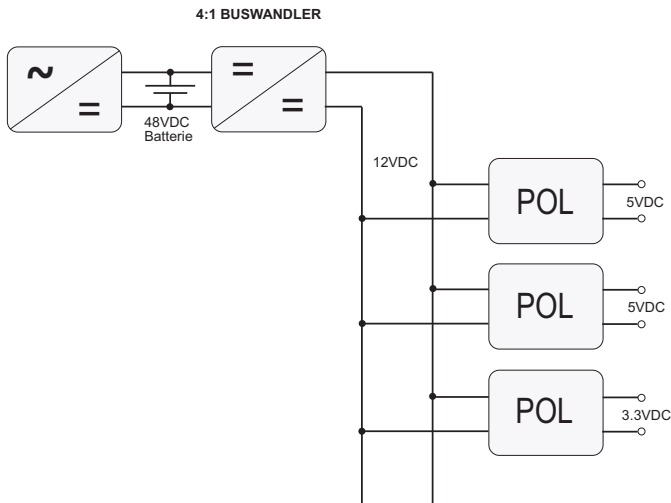 4:1 BUSWANDLER
~
=
=
=
48VDC
Batterie
12VDC
POL
5VDC
POL
5VDC
POL
3.3VDC